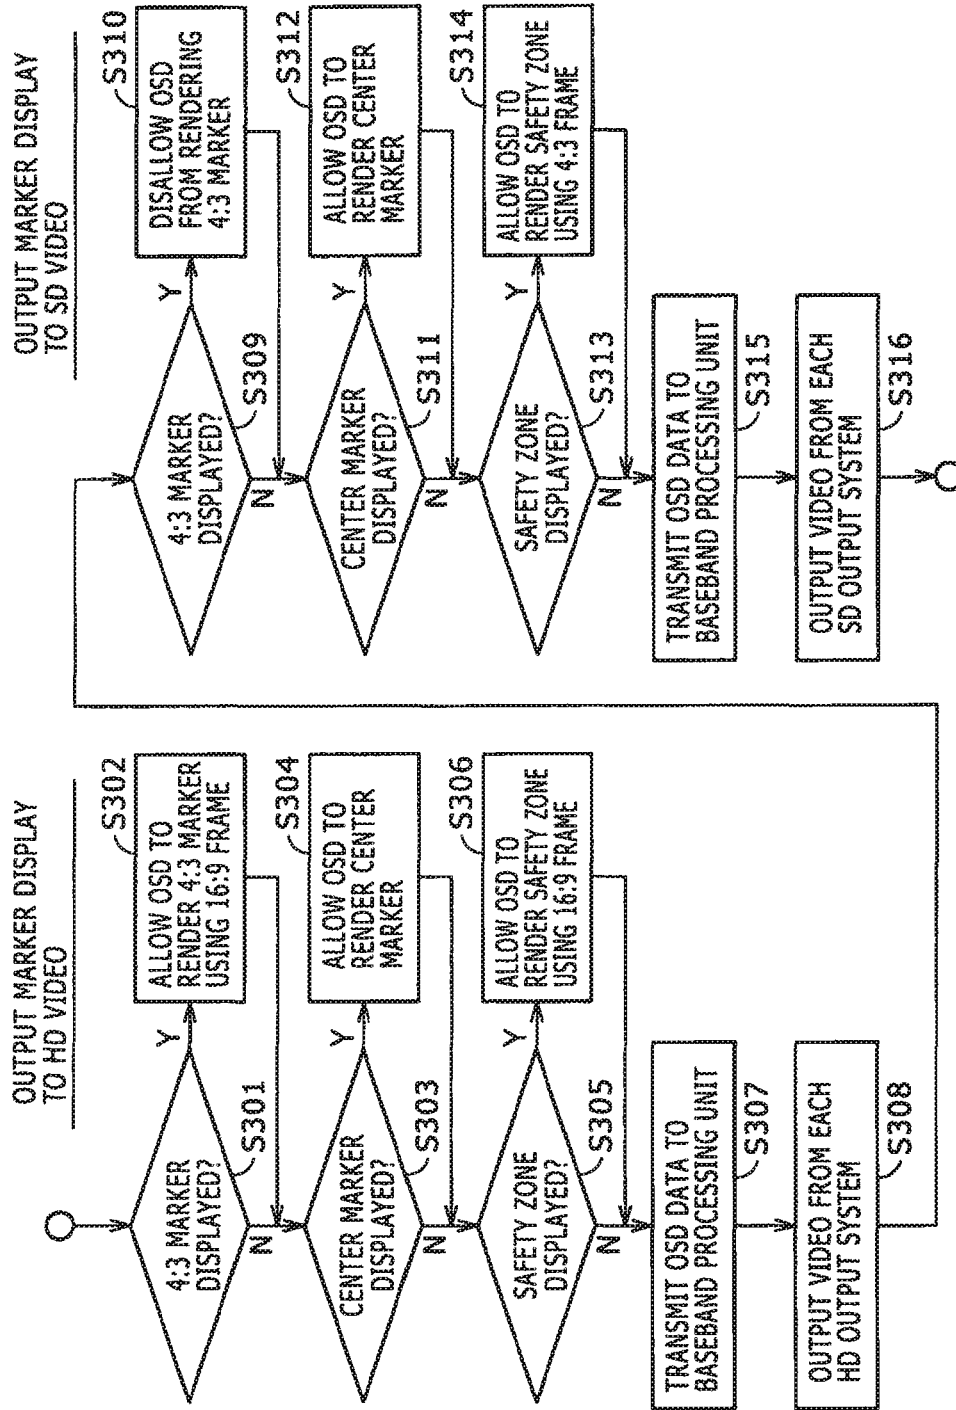 OUTPUT MARKER DISPLAY
TO HD VIDEO
4:3 MARKER
DISPLAYED?
S301
Y
N
ALLOW OSD TO
RENDER 4:3 MARKER
USING 16:9 FRAME
S302
CENTER MARKER
DISPLAYED?
S303
Y
N
ALLOW OSD TO
RENDER CENTER
MARKER
S304
SAFETY ZONE
DISPLAYED?
S305
Y
N
ALLOW OSD TO
RENDER SAFETY ZONE
USING 16:9 FRAME
S306
TRANSMIT OSD DATA TO
BASEBAND PROCESSING UNIT
S307
OUTPUT VIDEO FROM EACH
HD OUTPUT SYSTEM
S308
OUTPUT MARKER DISPLAY
TO SD VIDEO
4:3 MARKER
DISPLAYED?
S309
Y
N
DISALLOW OSD
FROM RENDERING
4:3 MARKER
S310
CENTER MARKER
DISPLAYED?
S311
Y
N
ALLOW OSD TO
RENDER CENTER
MARKER
S312
SAFETY ZONE
DISPLAYED?
S313
Y
N
ALLOW OSD TO
RENDER SAFETY ZONE
USING 4:3 FRAME
S314
TRANSMIT OSD DATA TO
BASEBAND PROCESSING UNIT
S315
OUTPUT VIDEO FROM EACH
SD OUTPUT SYSTEM
S316